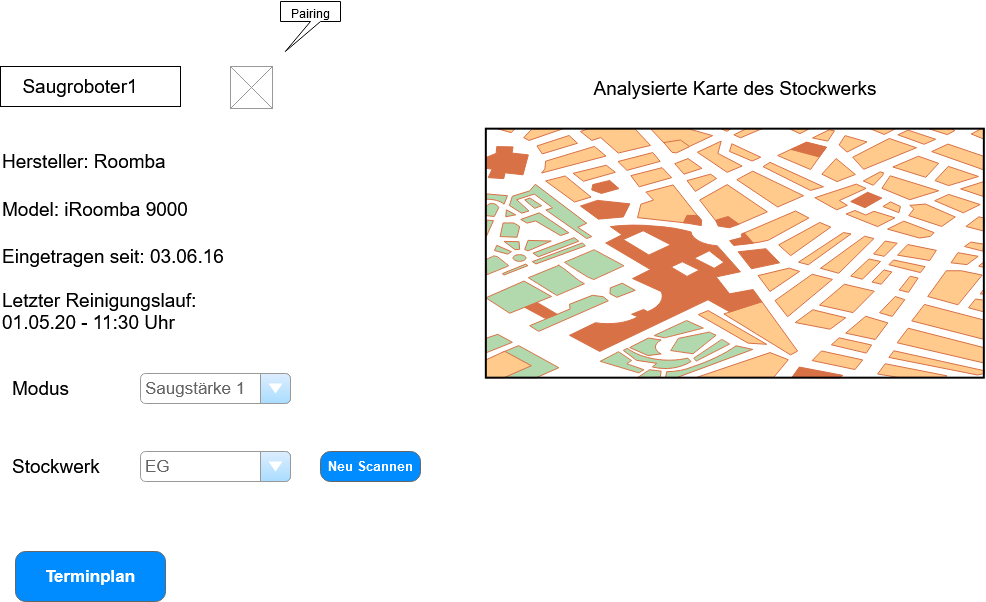 Pairing
Saugroboter1
Analysierte Karte des Stockwerks
Hersteller: Roomba
Model: iRoomba 9000
Eingetragen seit: 03.06.16
Letzter Reinigungslauf:
01.05.20 - 11:30 Uhr
Modus
Saugstärke 1
Stockwerk
EG
Neu Scannen
Terminplan